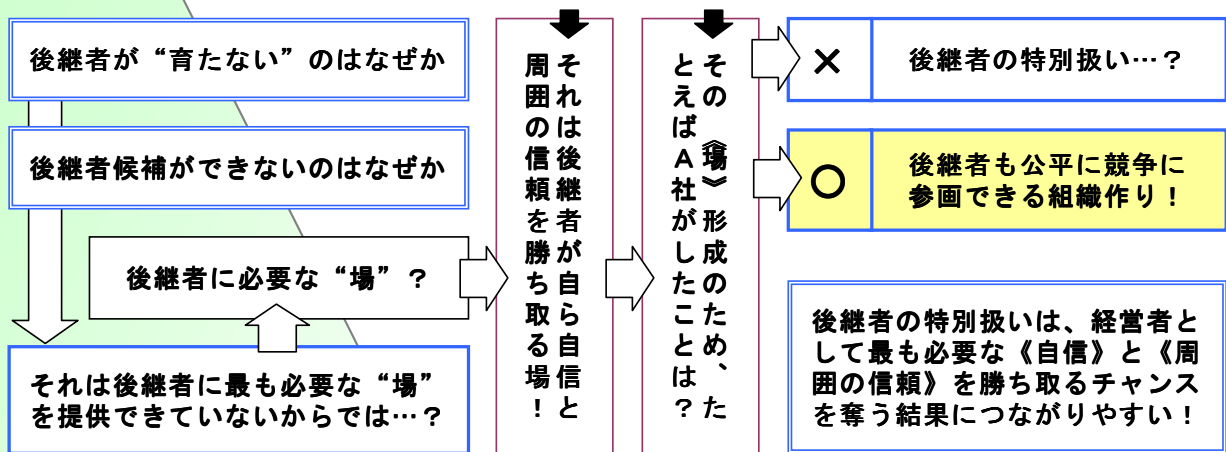 後継者が“育たない”のはなぜか
後継者候補ができないのはなぜか
後継者に必要な“場”？
それは後継者に最も必要な“場”
を提供できていないからでは…？
それは後継者が自ら自信と
周囲の信頼を勝ち取る場！
その《場》形成のため、た
とえばＡ社がしたことは？
×
後継者の特別扱い…？
○
後継者も公平に競争に
参画できる組織作り！
後継者の特別扱いは、経営者と
して最も必要な《自信》と《周
囲の信頼》を勝ち取るチャンス
を奪う結果につながりやすい！